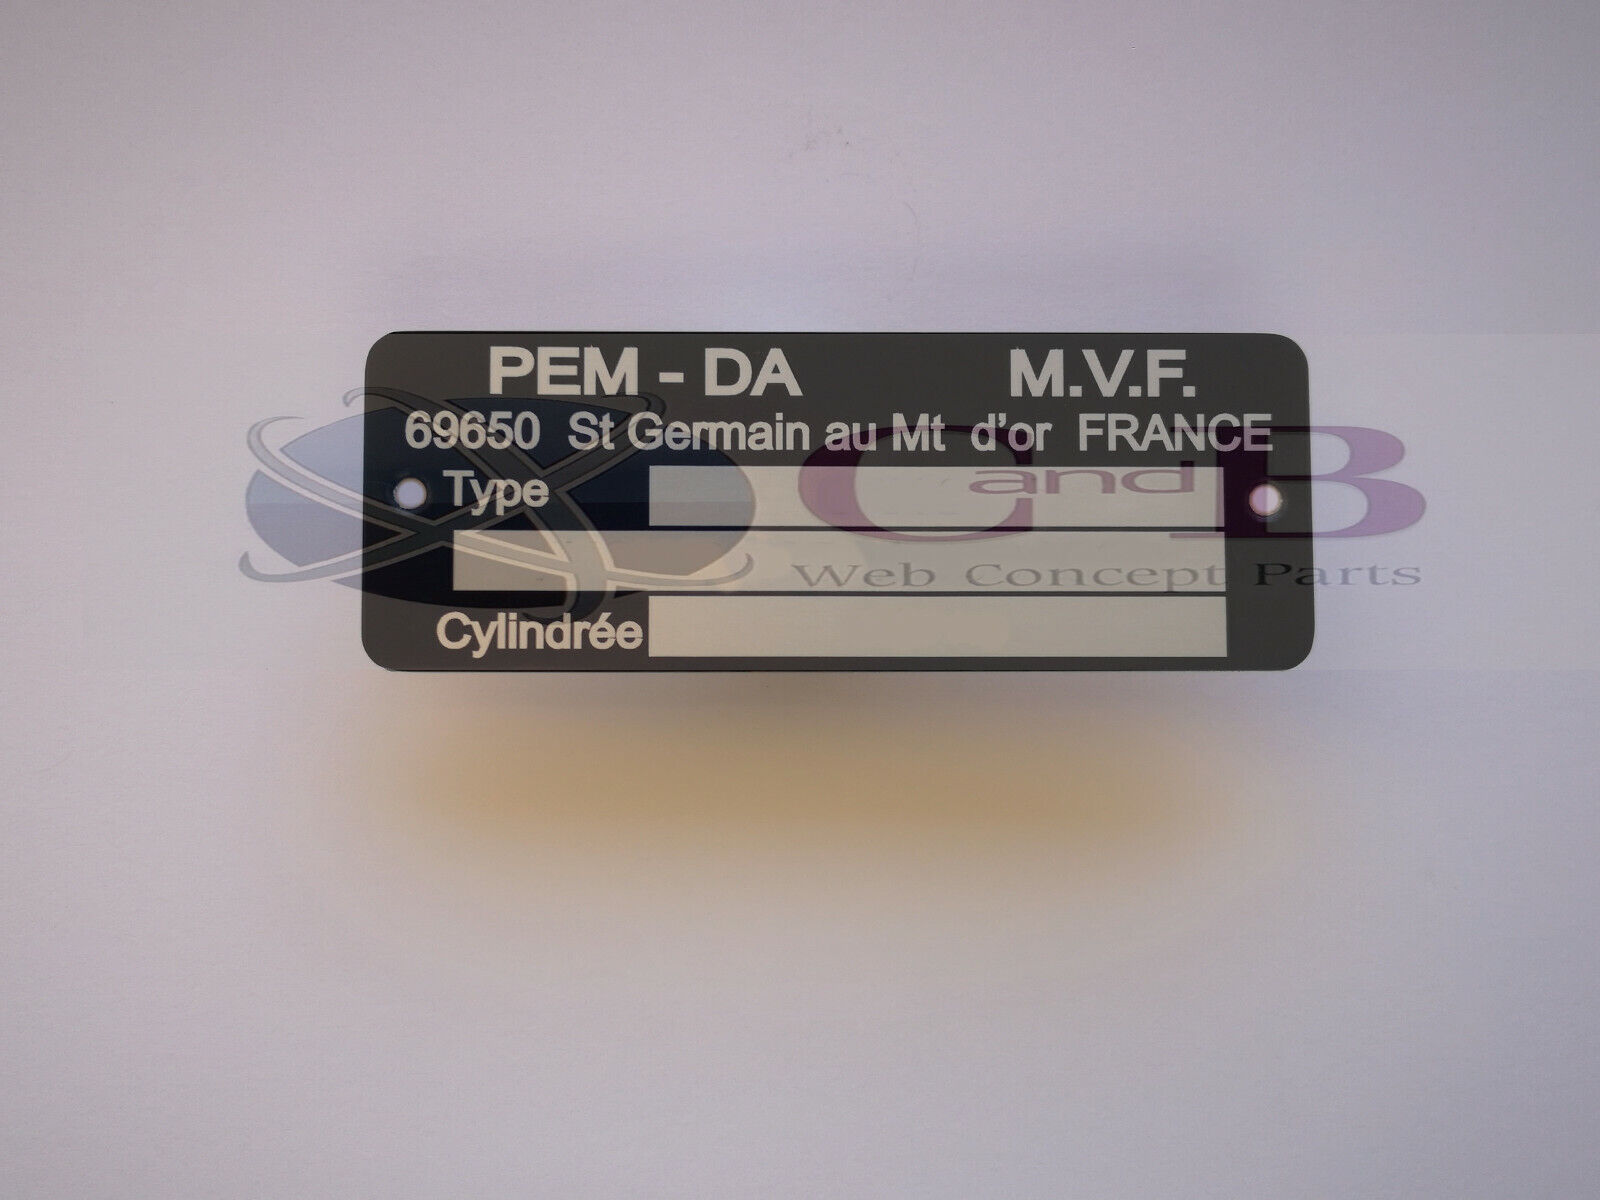 PEM - DA M.V.F.
69650 St Germain au Mt d'or FRANCE
Type
Cylindrée
C and B
Web Concept Parts